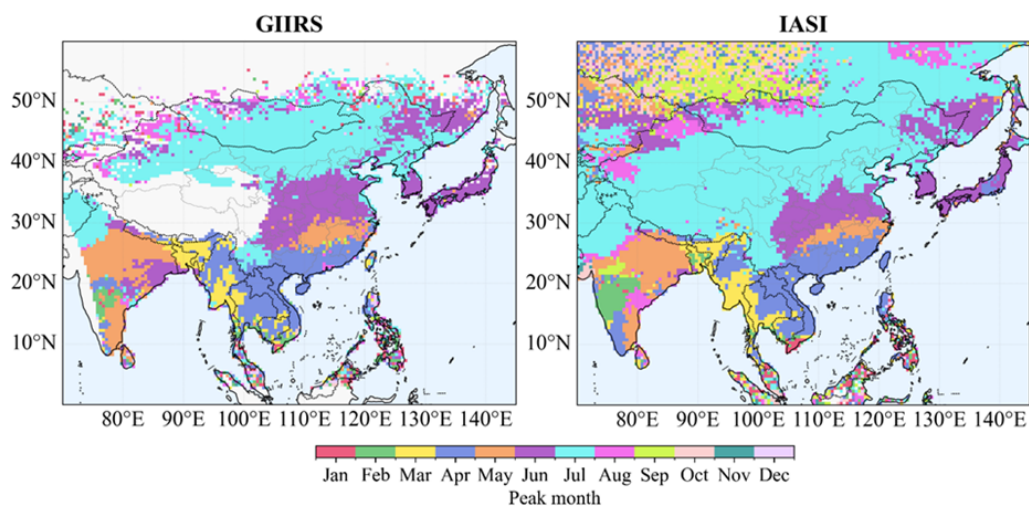 GIIRS
IASI
50°N
40°N
30°N
20°N
10°N
80°E 90°E 100°E 110°E 120°E 130°E 140°E
50°N
40°N
30°N
20°N
10°N
80°E 90°E 100°E 110°E 120°E 130°E 140°E
Jan Feb Mar Apr May Jun Jul Aug Sep Oct Nov Dec
Peak month